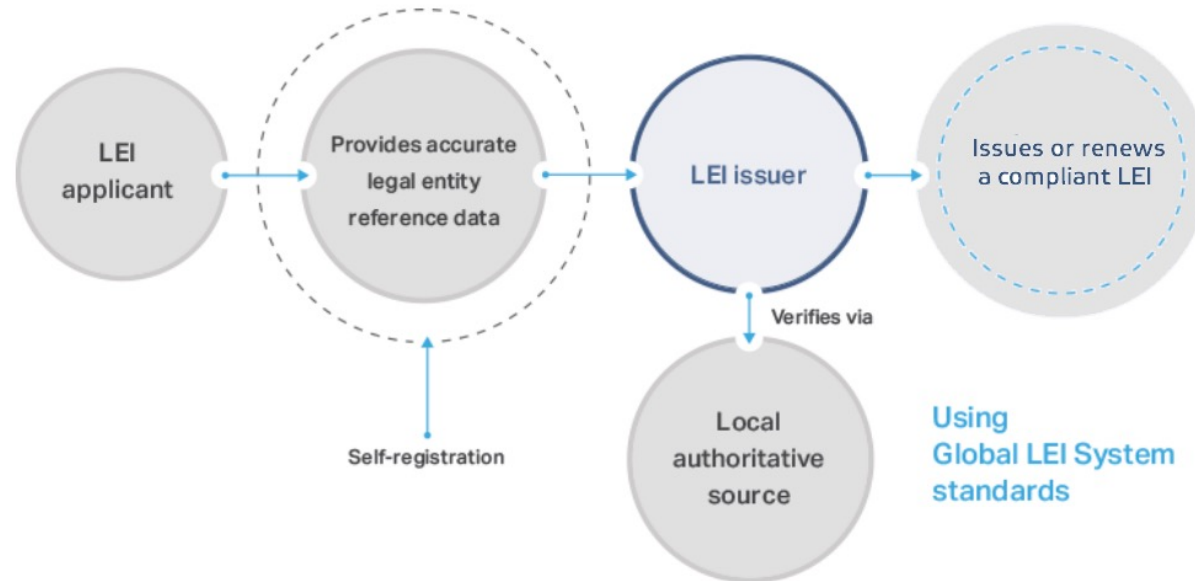 LEI
applicant
Provides accurate
legal entity
reference data
LEI issuer
Issues or renews
a compliant LEI
Verifies via
Self-registration
Local
authoritative
source
Using
Global LEI System
standards